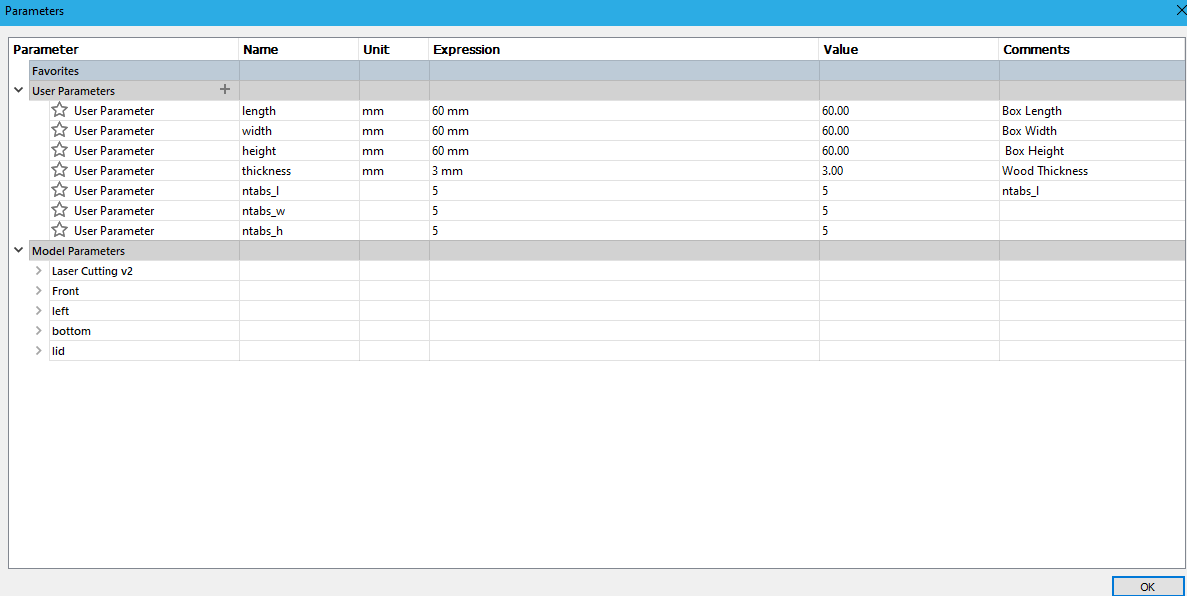 Parameters
Parameter Name Unit Expression Value Comments
Favorites
User Parameters +
User Parameter length mm 60 mm 60.00 Box Length
User Parameter width mm 60 mm 60.00 Box Width
User Parameter height mm 60 mm 60.00 Box Height
User Parameter thickness mm 3 mm 3.00 Wood Thickness
User Parameter ntabs_l 5 5 ntabs_l
User Parameter ntabs_w 5 5
User Parameter ntabs_h 5 5
Model Parameters
Laser Cutting v2
Front
left
bottom
lid
OK